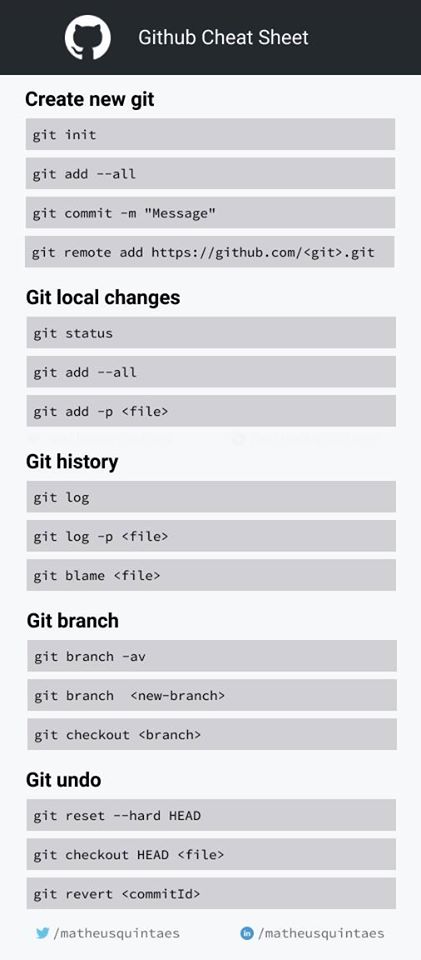 Github Cheat Sheet
Create new git
git init
git add --all
git commit -m "Message"
git remote add https://github.com/<git>.git
Git local changes
git status
git add --all
git add -p <file>
Git history
git log
git log -p <file>
git blame <file>
Git branch
git branch -av
git branch  <new-branch>
git checkout <branch>
Git undo
git reset --hard HEAD
git checkout HEAD <file>
git revert <commitId>
/matheusquintaes
in /matheusquintaes